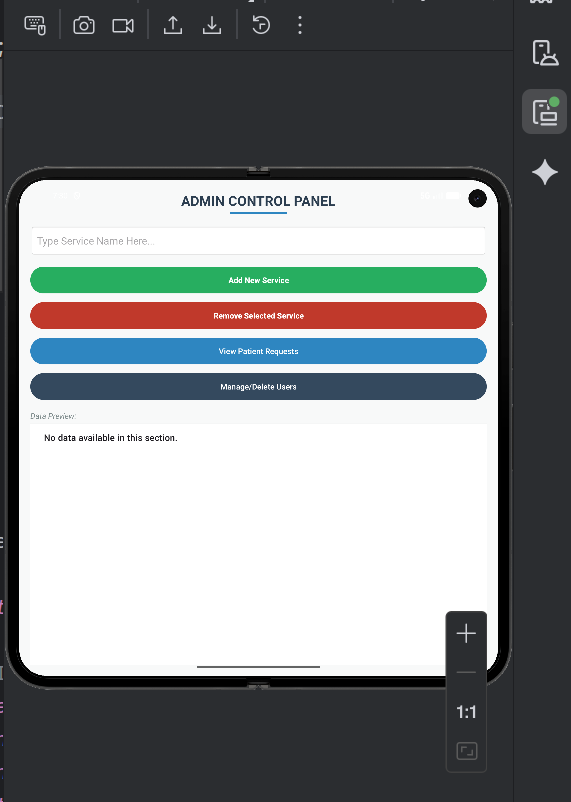 ADMIN CONTROL PANEL
Type Service Name Here...
Add New Service
Remove Selected Service
View Patient Requests
Manage/Delete Users
Data Preview:
No data available in this section.
1:1